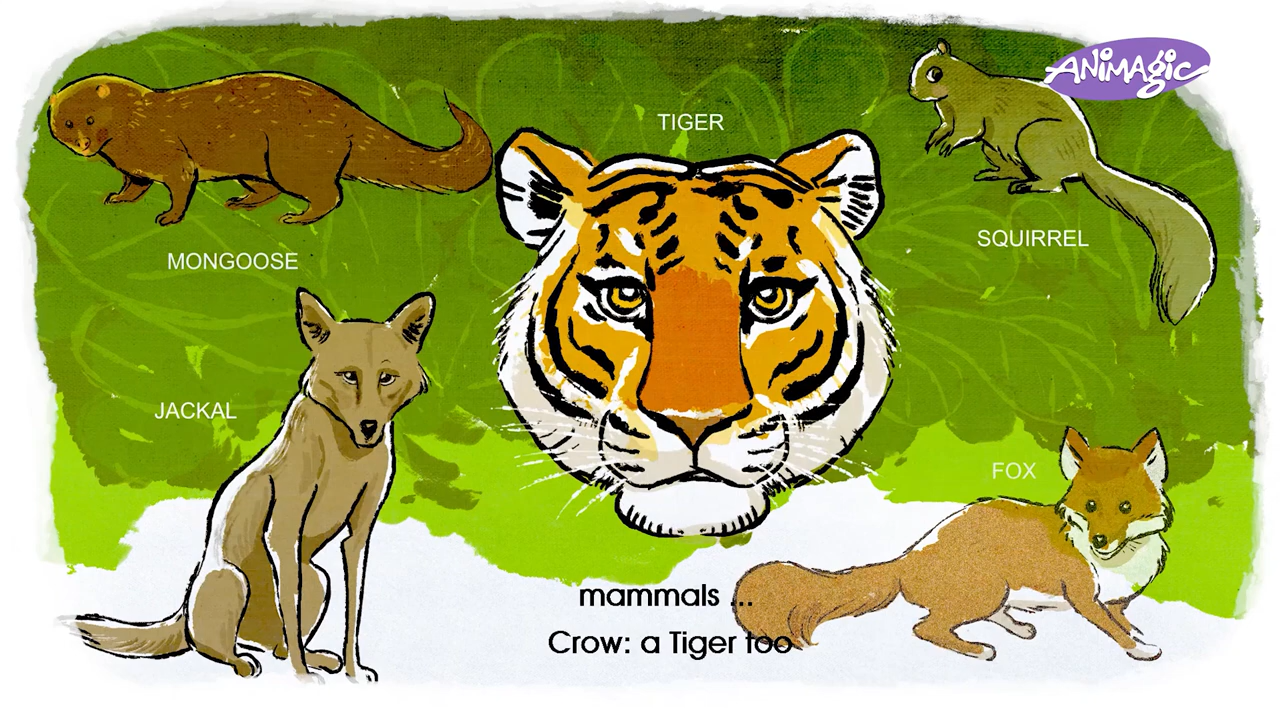 ANiMAgic
TIGER
SQUIRREL
MONGOOSE
JACKAL
FOX
mammals ...
Crow: a Tiger too